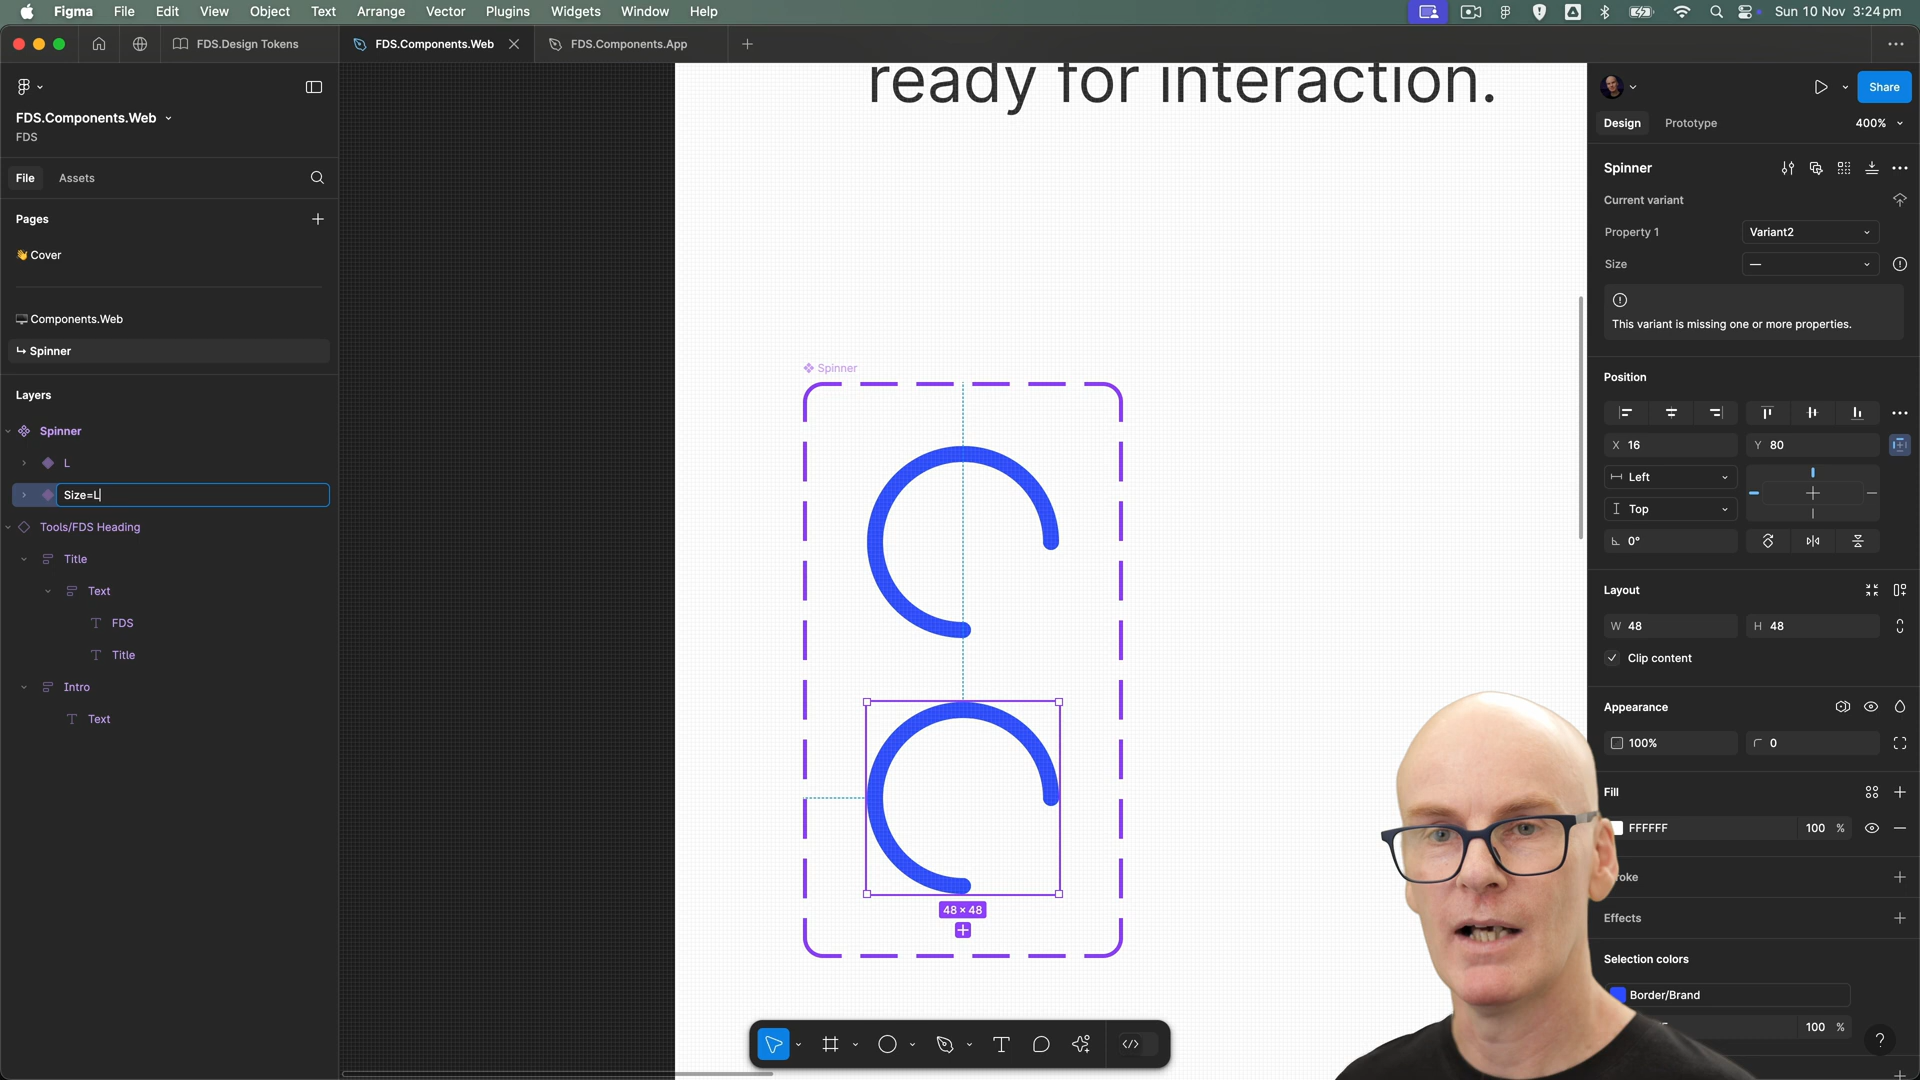 Figma File Edit View Object Text Arrange Vector Plugins Widgets Window Help Sun 10 Nov 3:24 pm
FDS.Design Tokens FDS.Components.Web FDS.Components.App
ready for interaction.
Share
FDS.Components.Web
FDS
Design Prototype 400%
File Assets
Spinner
Pages
Current variant
Property 1 Variant2
👋 Cover
Size —
Components.Web
This variant is missing one or more properties.
↳ Spinner
Spinner
Position
Layers
Spinner
X 16 Y 80
L
Left
Size=L
Top
Tools/FDS Heading
0°
Title
Layout
Text
FDS
W 48 H 48
Title
Clip content
Intro
Appearance
Text
100% 0
Fill
FFFFFF 100 %
48 × 48
Effects
Selection colors
Border/Brand
100 %
?